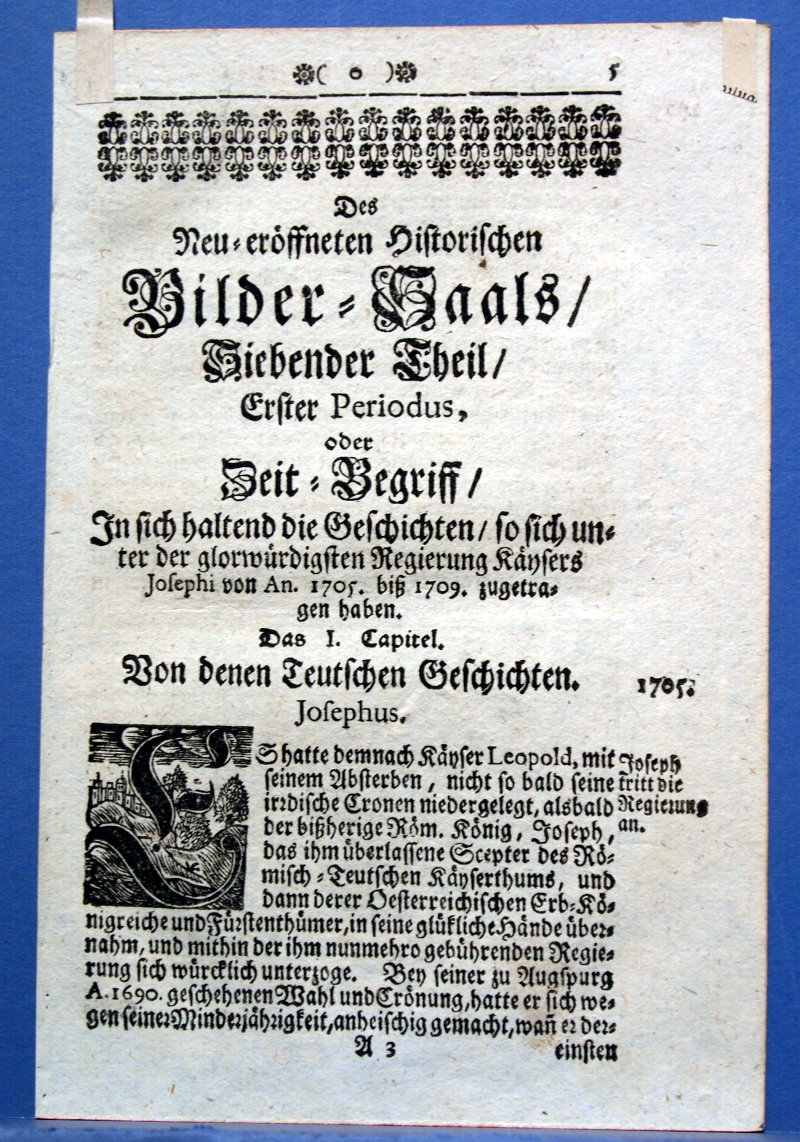 ( o ) 5
Des
Neu-eröffneten Historischen
Bilder-Saals/
Siebender Theil/
Erster Periodus,
oder
Zeit-Begriff/
In sich haltend die Geschichten/ so sich un-
ter der glorwürdigsten Regierung Käysers
Josephi von An. 1705. biß 1709. zugetra-
gen haben.
Das I. Capitel.
Von denen Teutschen Geschichten.
1705.
Josephus.
ES hatte demnach Käyser Leopold, mit
seinem Absterben, nicht so bald seine
irrdische Cronen niedergelegt, alsbald
der bißherige Röm. König, Joseph,
das ihm überlassene Scepter des Rö-
misch-Teutschen Käyserthums, und
dann derer Oesterreichischen Erb-Kö-
nigreiche und Fürstenthümer, in seine glükliche Hände über-
nahm, und mithin der ihm nunmehro gebührenden Regie-
rung sich würcklich unterzoge. Bey seiner zu Augspurg
A. 1690. geschehenen Wahl und Crönung, hatte er sich we-
gen seiner Minderjährigkeit, anheischig gemacht, wañ er der-
Joseph
tritt die
Regierung
an.
A 3 einsten